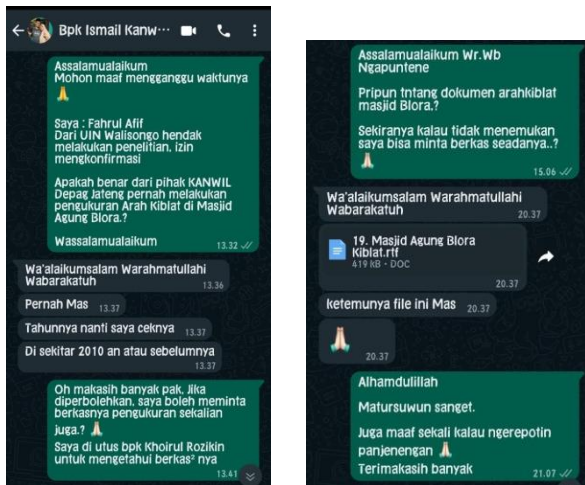 Bpk Ismail Kanw...
Assalamualaikum
Mohon maaf mengganggu waktunya
🙏
Saya : Fahrul Afif
Dari UIN Walisongo hendak
melakukan penelitian, izin
mengkonfirmasi
Apakah benar dari pihak KANWIL
Depag Jateng pernah melakukan
pengukuran Arah Kiblat di Masjid
Agung Blora.?
Wassalamualaikum
13.32
Wa'alaikumsalam Warahmatullahi
Wabarakatuh
13.36
Pernah Mas 13.37
Tahunnya nanti saya ceknya 13.37
Di sekitar 2010 an atau sebelumnya
13.37
Oh makasih banyak pak. Jika
diperbolehkan, saya boleh meminta
berkasnya pengukuran sekalian
juga.? 🙏
Saya di utus bpk Khoirul Rozikin
untuk mengetahui berkas² nya
13.41
Assalamualaikum Wr.Wb
Ngapuntene
Pripun tntang dokumen arahkiblat
masjid Blora.?
Sekiranya kalau tidak menemukan
saya bisa minta berkas seadanya..?
🙏
15.06
Wa'alaikumsalam Warahmatullahi
Wabarakatuh
20.37
19. Masjid Agung Blora
Kiblat.rtf
419 kB • DOC
20.37
ketemunya file ini Mas 20.37
🙏
20.37
Alhamdulillah
Matursuwun sanget.
Juga maaf sekali kalau ngerepotin
panjenengan 🙏
Terimakasih banyak
21.07